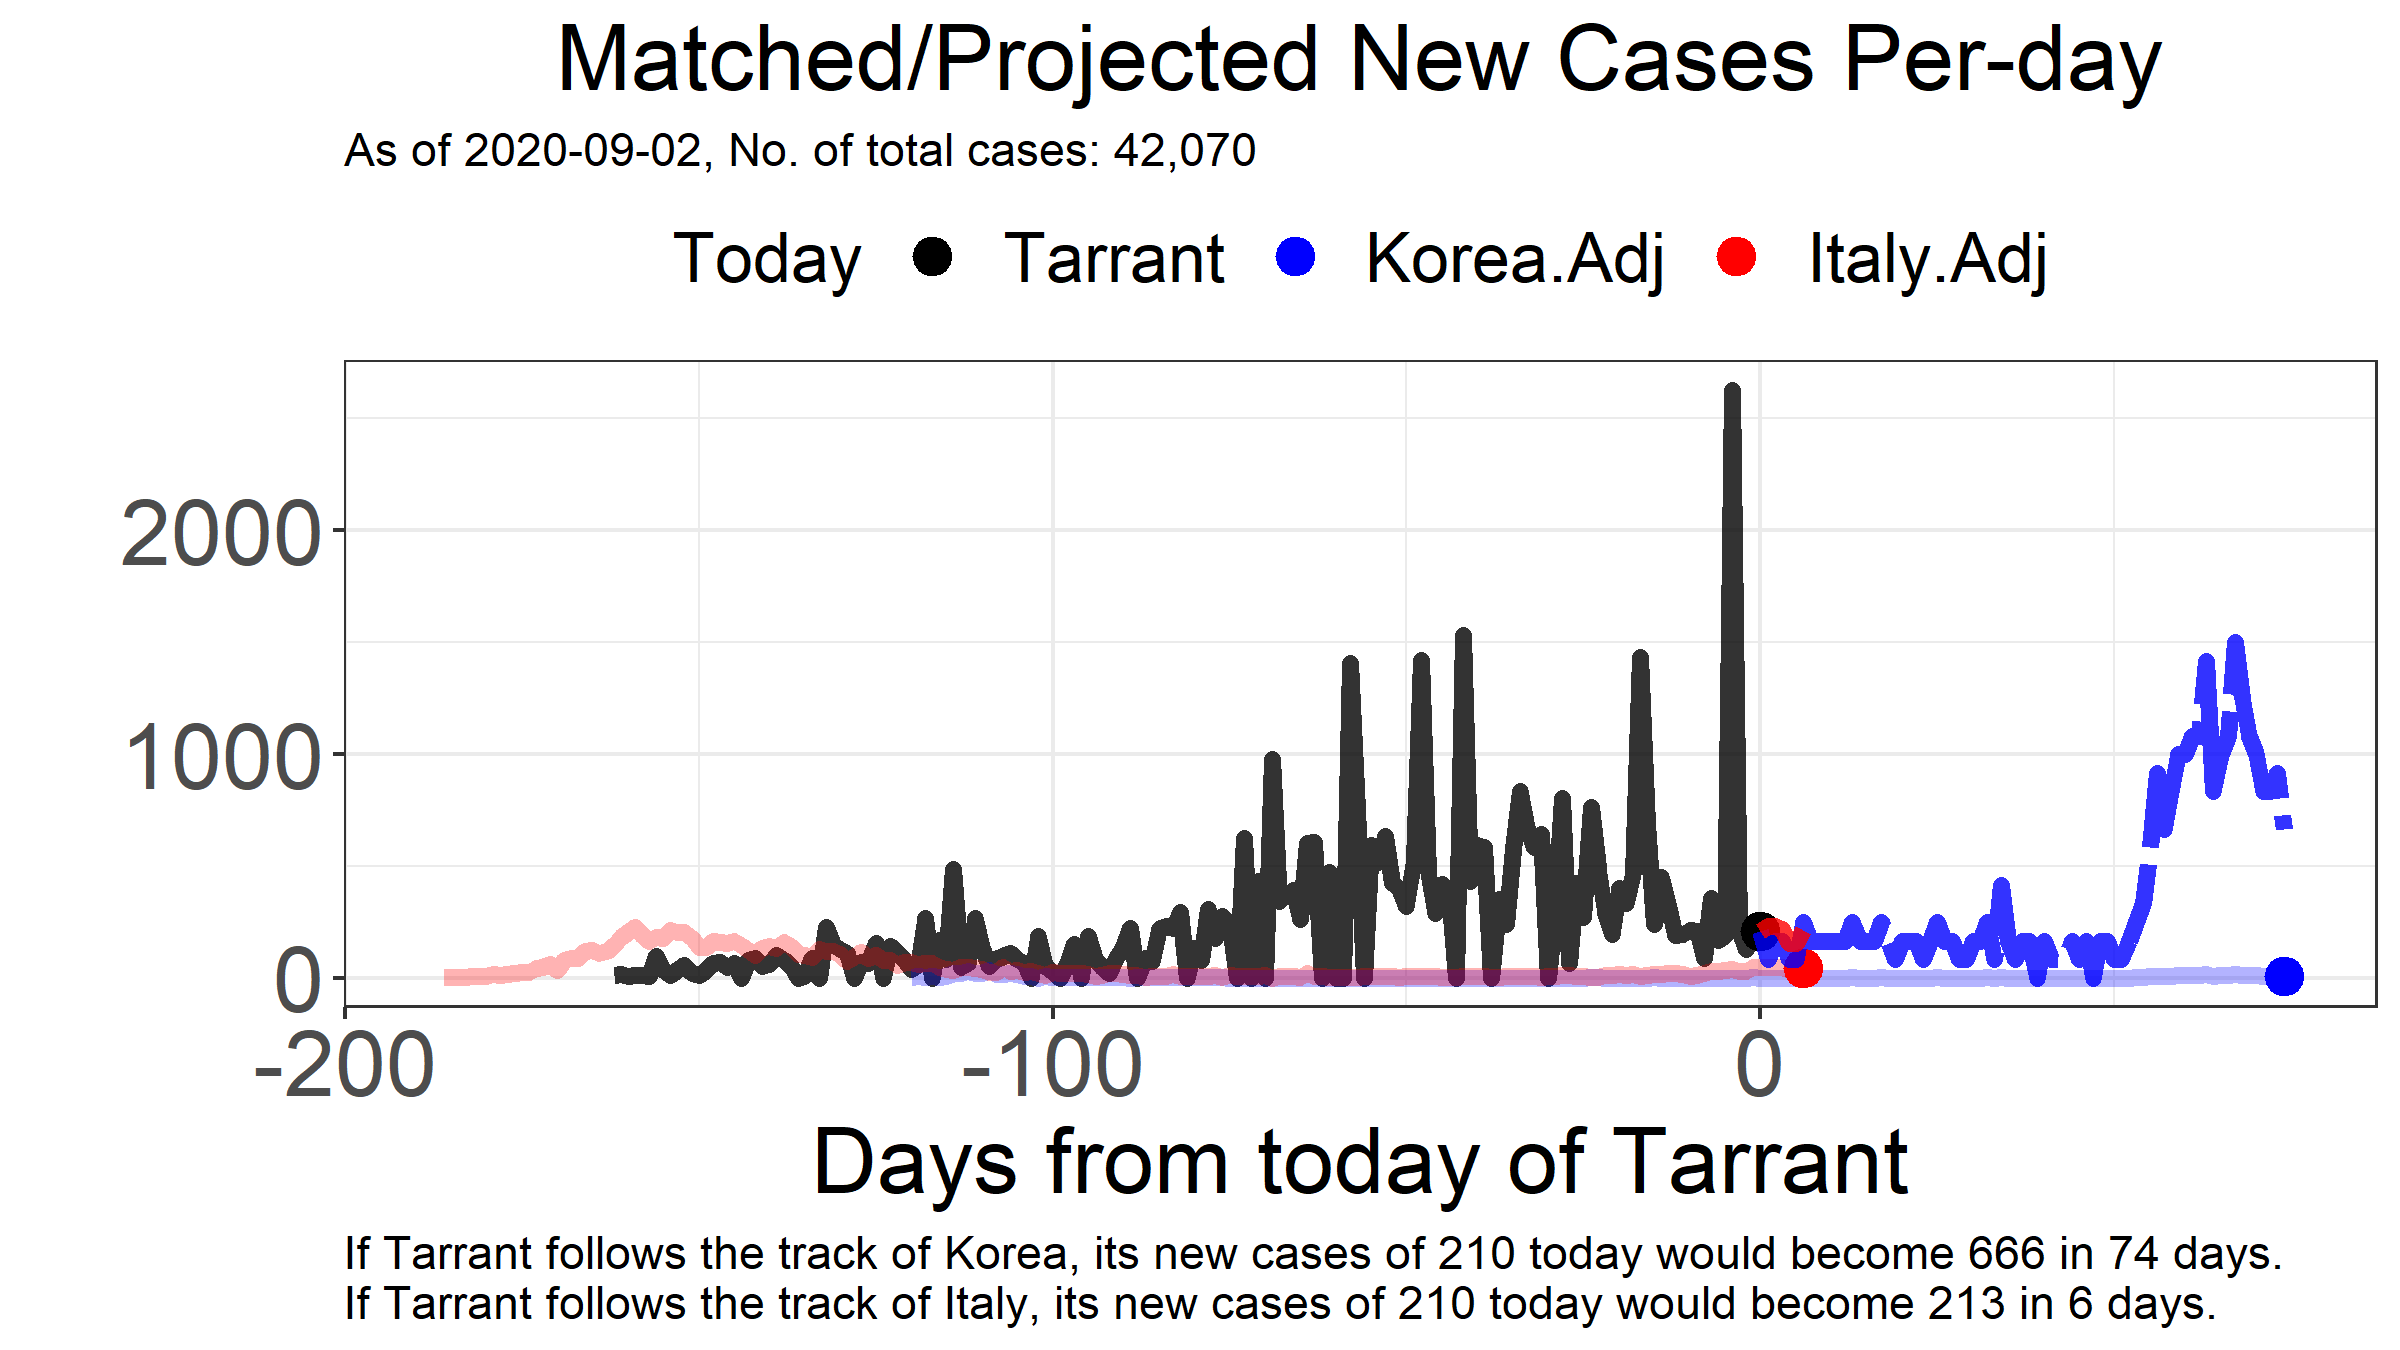 Matched/Projected New Cases Per-day
As of 2020-09-02, No. of total cases: 42,070
Today Tarrant Korea.Adj Italy.Adj
2000
1000
0
-200 -100 0
Days from today of Tarrant
If Tarrant follows the track of Korea, its new cases of 210 today would become 666 in 74 days.
If Tarrant follows the track of Italy, its new cases of 210 today would become 213 in 6 days.